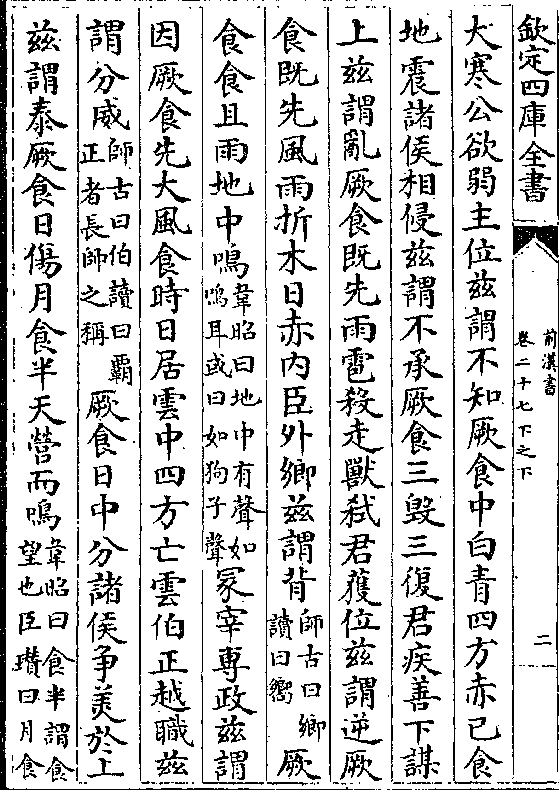 欽定四庫全書
前漢書
卷二十七下之下
二
大寒公欲弱主位兹謂不知厥食中白青四方赤已食
地震諸侯相侵兹謂不承厥食三毁三復君疾善下謀
上兹謂亂厥食既先雨雹殺走獸弑君獲位兹謂逆厥
食既先風雨折木日赤内臣外鄉兹謂背師古曰鄉讀曰嚮厥
食食且雨地中鳴韋昭曰地中有聲如鳴耳或曰如狗子聲冢宰專政兹謂
因厥食先大風食時日居雲中四方亡雲伯正越職兹
謂分威師古曰伯讀曰霸正者長帥之稱厥食日中分諸侯争美於上
兹謂泰厥食日傷月食半天營而鳴韋昭曰食半謂食望也臣瓚曰月食